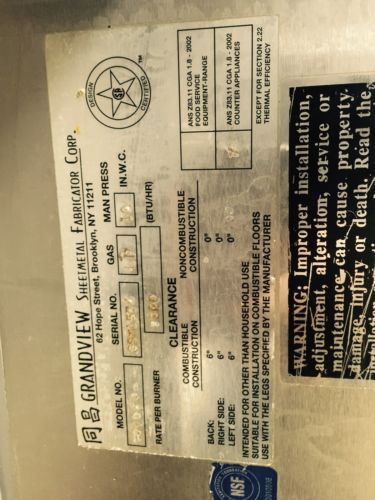 同昌 GRANDVIEW SHEETMETAL FABRICATOR CORP.
62 Hope Street, Brooklyn, NY 11211
MODEL NO. SERIAL NO. GAS MAN PRESS
IN.W.C.
RATE PER BURNER (BTU/HR)
CLEARANCE
COMBUSTIBLE CONSTRUCTION NONCOMBUSTIBLE CONSTRUCTION
BACK: 6" 0"
RIGHT SIDE: 6" 0"
LEFT SIDE: 6" 0"
INTENDED FOR OTHER THAN HOUSEHOLD USE
SUITABLE FOR INSTALLATION ON COMBUSTIBLE FLOORS
USE WITH THE LEGS SPECIFIED BY THE MANUFACTURER
DESIGN CERTIFIED
TM
ANS Z83.11 CGA 1.8 - 2002
FOOD SERVICE
EQUIPMENT-RANGE
ANS Z83.11 CGA 1.8 - 2002
COUNTER APPLIANCES
EXCEPT FOR SECTION 2.22
THERMAL EFFICIENCY
WARNING: Improper installation,
adjustment, alteration, service or
maintenance can cause property
damage, injury or death. Read the
NSF